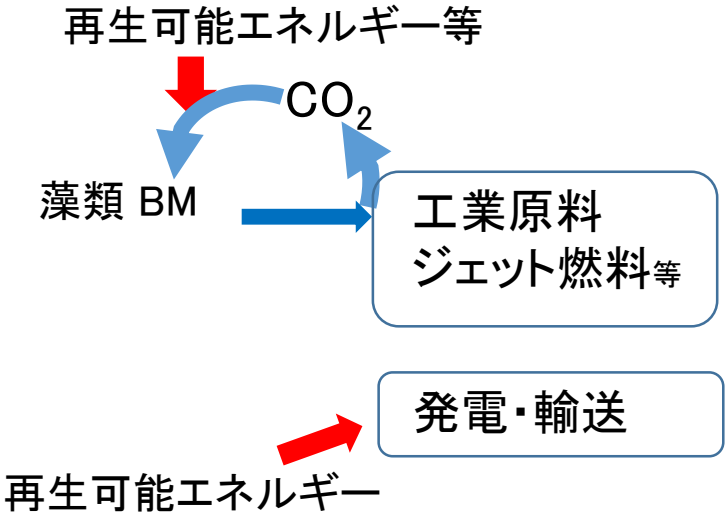 再生可能エネルギー等
CO₂
藻類 BM
工業原料
ジェット燃料等
発電・輸送
再生可能エネルギー